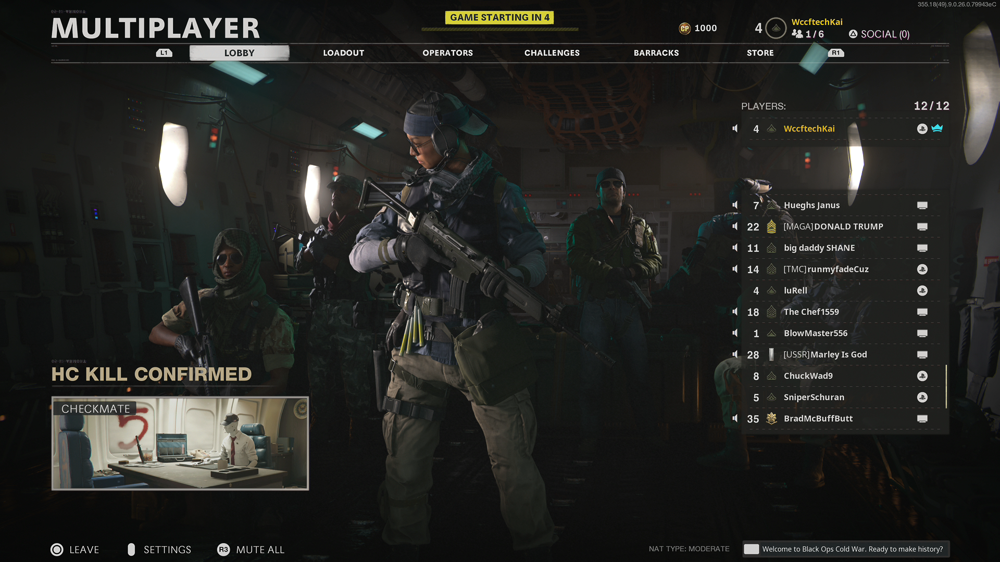 355.18(49).9.0.26.0.79943eC
MULTIPLAYER
GAME STARTING IN 4
CP 1000
4 WccftechKai
1/6
SOCIAL (0)
L1 LOBBY LOADOUT OPERATORS CHALLENGES BARRACKS STORE R1
PLAYERS: 12/12
4 WccftechKai
7 Hueghs Janus
22 [MAGA]DONALD TRUMP
11 big daddy SHANE
14 [TMC]runmyfadeCuz
4 luRell
18 The Chef1559
1 BlowMaster556
28 [USSR]Marley Is God
8 ChuckWad9
5 SniperSchuran
35 BradMcBuffButt
HC KILL CONFIRMED
CHECKMATE
5
LEAVE SETTINGS R3 MUTE ALL
NAT TYPE: MODERATE
Welcome to Black Ops Cold War. Ready to make history?